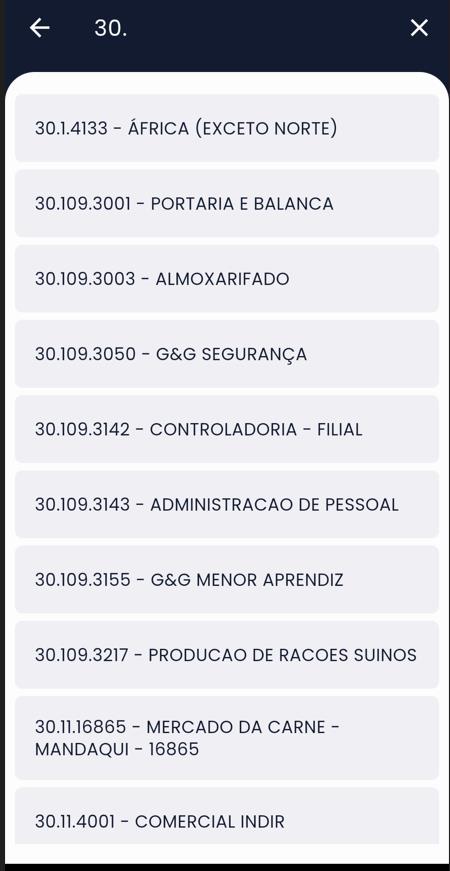 30.
30.1.4133 - ÁFRICA (EXCETO NORTE)
30.109.3001 - PORTARIA E BALANCA
30.109.3003 - ALMOXARIFADO
30.109.3050 - G&G SEGURANÇA
30.109.3142 - CONTROLADORIA - FILIAL
30.109.3143 - ADMINISTRACAO DE PESSOAL
30.109.3155 - G&G MENOR APRENDIZ
30.109.3217 - PRODUCAO DE RACOES SUINOS
30.11.16865 - MERCADO DA CARNE -
MANDAQUI - 16865
30.11.4001 - COMERCIAL INDIR